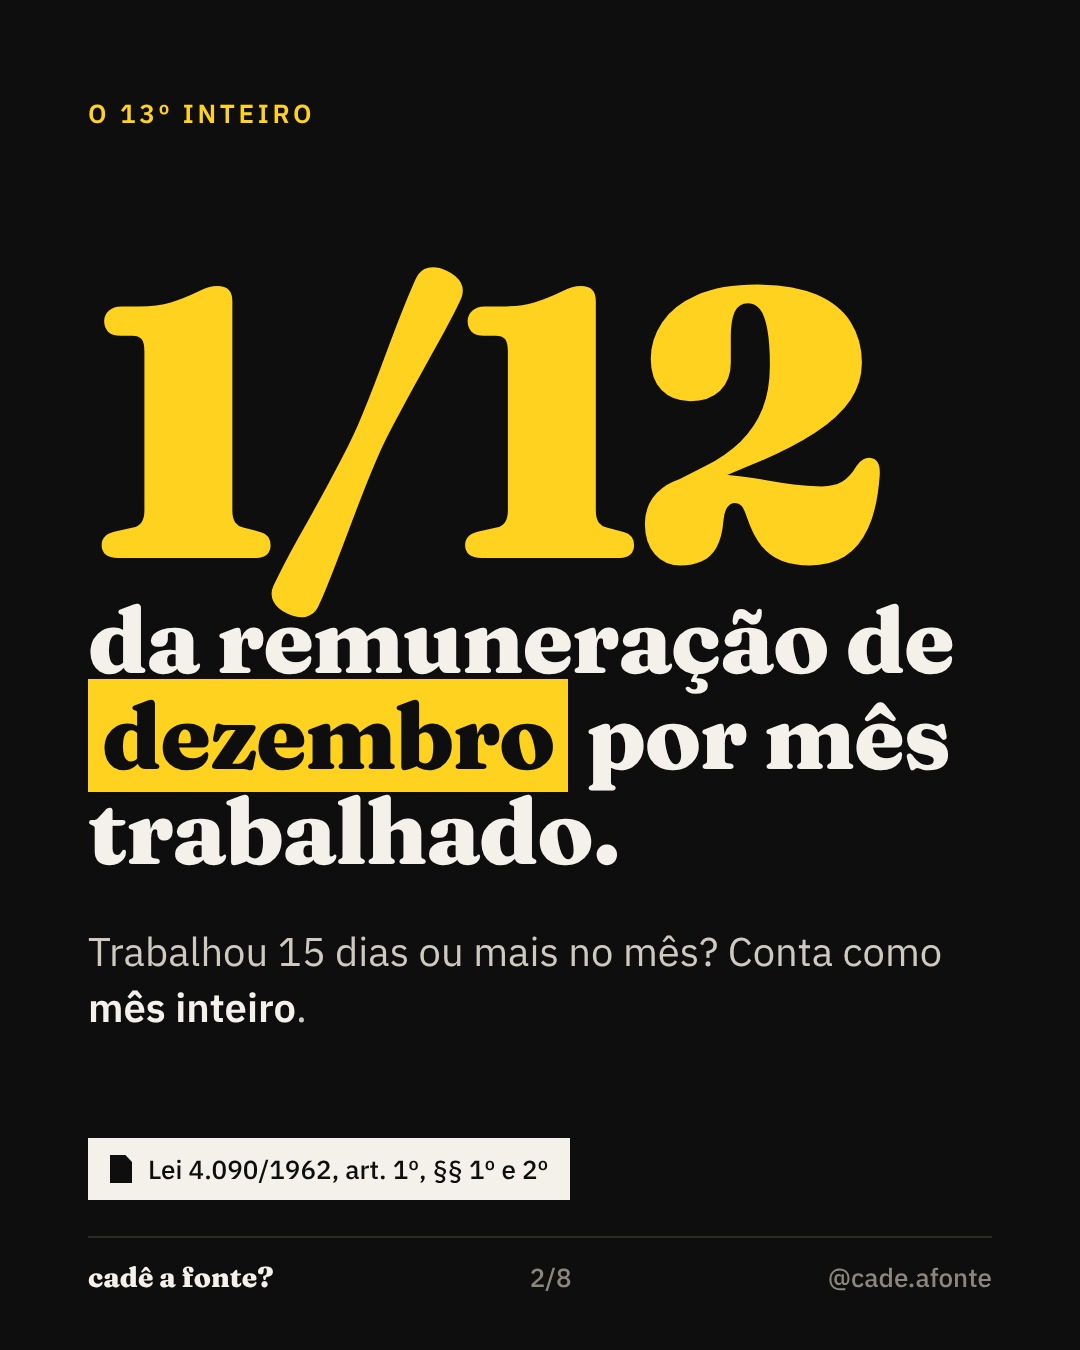 O 13º INTEIRO
1/12
da remuneração de
dezembro por mês
trabalhado.
Trabalhou 15 dias ou mais no mês? Conta como
mês inteiro.
Lei 4.090/1962, art. 1º, §§ 1º e 2º
cadê a fonte?
2/8
@cade.afonte